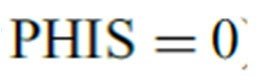 PHIS = 0